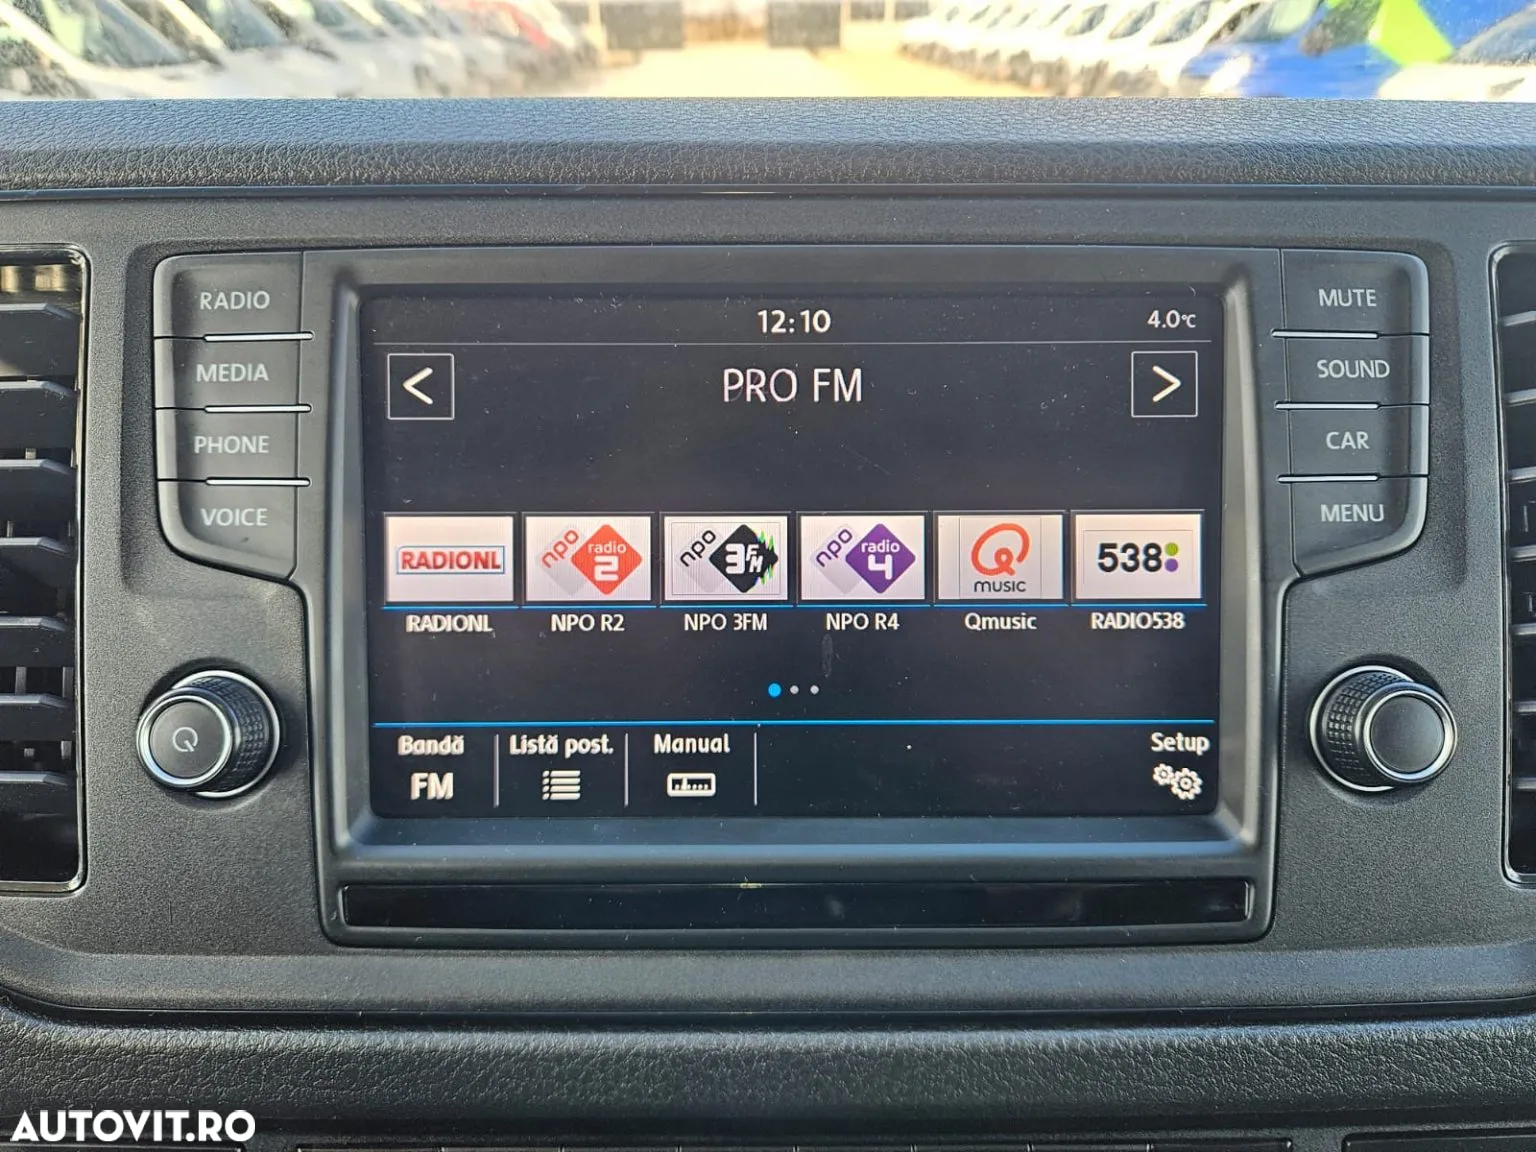 RADIO
MEDIA
PHONE
VOICE
12:10
4.0°C
<
PRO FM
>
RADIONL
npo radio 2
npo 3FM
npo radio 4
Q MUSIC
538
RADIONL
NPO R2
NPO 3FM
NPO R4
Qmusic
RADIO538
Bandă
FM
Listă post.
Manual
Setup
MUTE
SOUND
CAR
MENU
AUTOVIT.RO